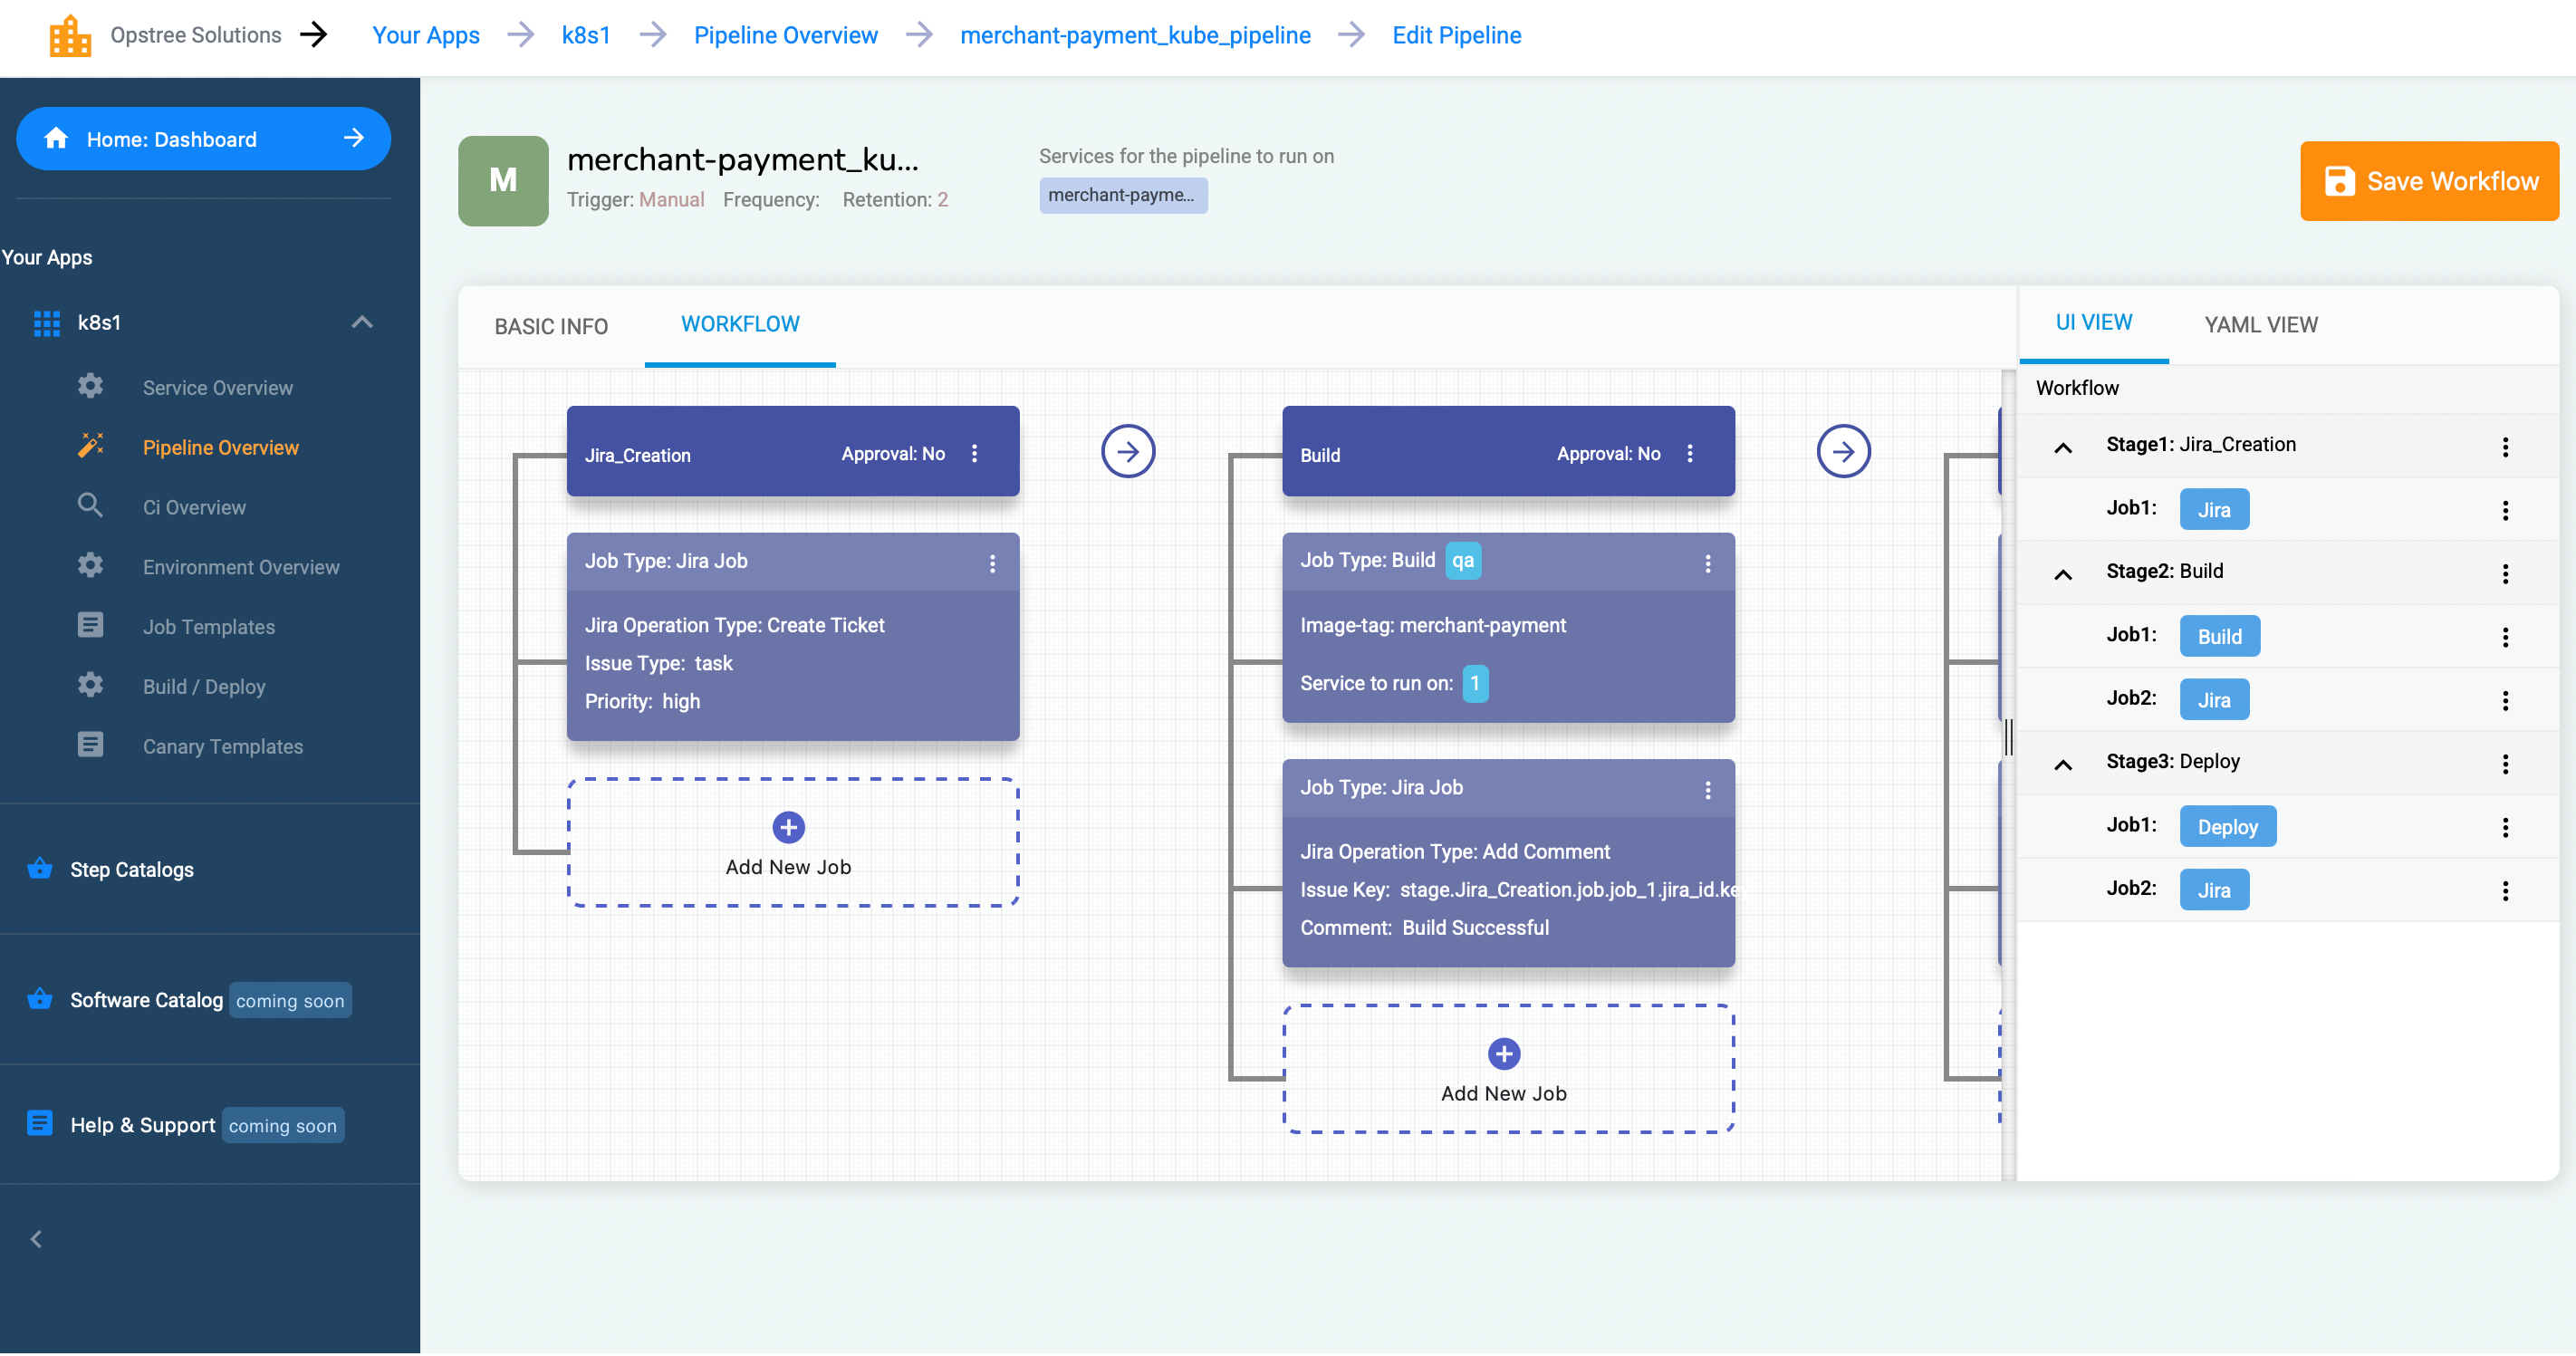 Opstree Solutions
Your Apps
k8s1
Pipeline Overview
merchant-payment_kube_pipeline
Edit Pipeline
Home: Dashboard
Your Apps
k8s1
Service Overview
Pipeline Overview
Ci Overview
Environment Overview
Job Templates
Build / Deploy
Canary Templates
Step Catalogs
Software Catalog coming soon
Help & Support coming soon
M
merchant-payment_ku...
Trigger: Manual Frequency: Retention: 2
Services for the pipeline to run on
merchant-payme...
Save Workflow
BASIC INFO
WORKFLOW
Jira_Creation Approval: No
Job Type: Jira Job
Jira Operation Type: Create Ticket
Issue Type: task
Priority: high
Add New Job
Build Approval: No
Job Type: Build qa
Image-tag: merchant-payment
Service to run on: 1
Job Type: Jira Job
Jira Operation Type: Add Comment
Issue Key: stage.Jira_Creation.job.job_1.jira_id.key
Comment: Build Successful
Add New Job
UI VIEW
YAML VIEW
Workflow
Stage1: Jira_Creation
Job1: Jira
Stage2: Build
Job1: Build
Job2: Jira
Stage3: Deploy
Job1: Deploy
Job2: Jira